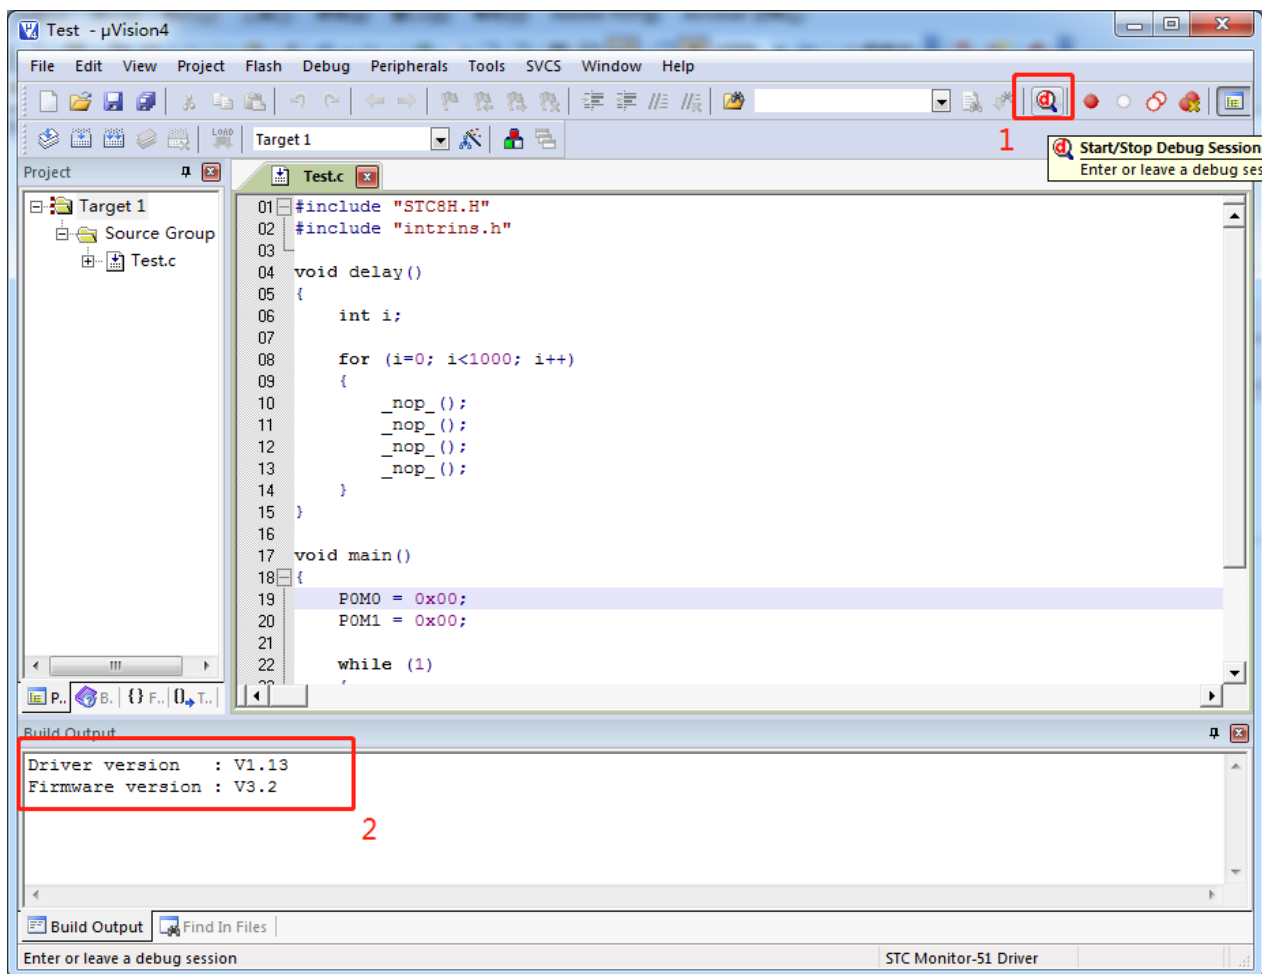 Test - µVision4
File Edit View Project Flash Debug Peripherals Tools SVCS Window Help
1
LOAD Target 1
Start/Stop Debug Session
Enter or leave a debug ses
Project
Test.c
Target 1
Source Group
Test.c
01 #include "STC8H.H"
02 #include "intrins.h"
03
04 void delay()
05 {
06 int i;
07
08 for (i=0; i<1000; i++)
09 {
10 _nop_();
11 _nop_();
12 _nop_();
13 _nop_();
14 }
15 }
16
17 void main()
18 {
19 P0M0 = 0x00;
20 P0M1 = 0x00;
21
22 while (1)
23 {
P.. B. {} F.. 0 T..
Build Output
Driver version : V1.13
Firmware version : V3.2
2
Build Output Find In Files
Enter or leave a debug session STC Monitor-51 Driver